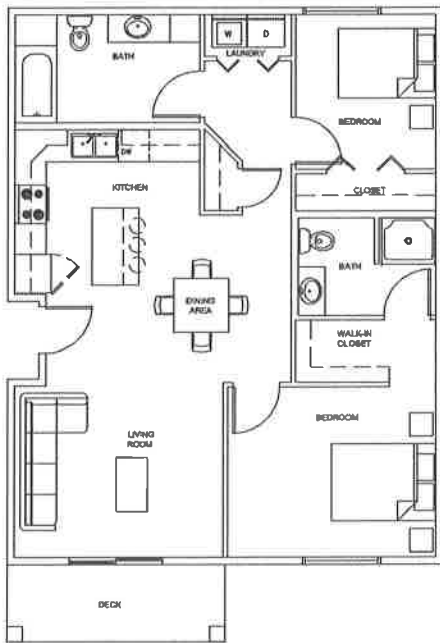 BATH
W
D
LAUNDRY
BEDROOM
DW
KITCHEN
CLOSET
BATH
DINING
AREA
WALK-IN
CLOSET
BEDROOM
LIVING
ROOM
DECK